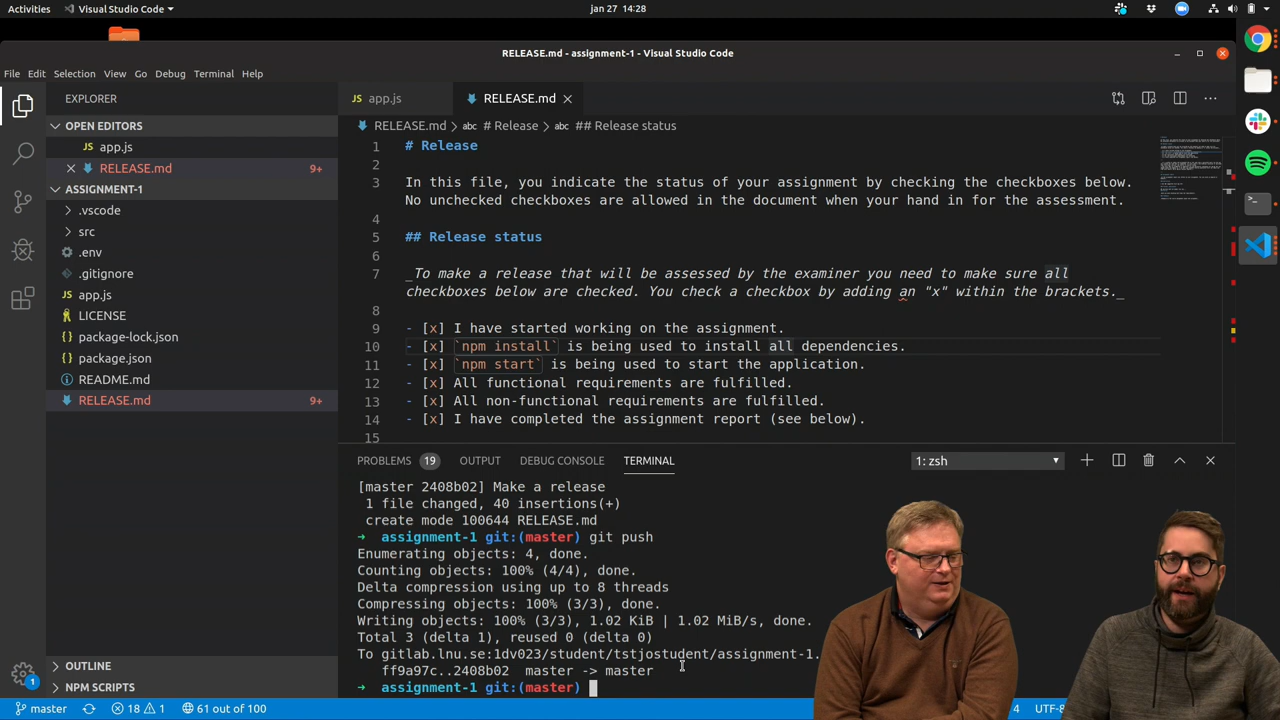 Activities
Visual Studio Code
jan 27 14:28
RELEASE.md - assignment-1 - Visual Studio Code
File Edit Selection View Go Debug Terminal Help
EXPLORER
app.js
RELEASE.md
OPEN EDITORS
RELEASE.md > # Release > ## Release status
app.js
RELEASE.md 9+
ASSIGNMENT-1
.vscode
src
.env
.gitignore
app.js
LICENSE
package-lock.json
package.json
README.md
RELEASE.md 9+
OUTLINE
NPM SCRIPTS
1 # Release
2
3 In this file, you indicate the status of your assignment by checking the checkboxes below.
No unchecked checkboxes are allowed in the document when your hand in for the assessment.
4
5 ## Release status
6
7 _To make a release that will be assessed by the examiner you need to make sure all
checkboxes below are checked. You check a checkbox by adding an "x" within the brackets._
8
9 - [x] I have started working on the assignment.
10 - [x] `npm install` is being used to install all dependencies.
11 - [x] `npm start` is being used to start the application.
12 - [x] All functional requirements are fulfilled.
13 - [x] All non-functional requirements are fulfilled.
14 - [x] I have completed the assignment report (see below).
15
PROBLEMS 19 OUTPUT DEBUG CONSOLE TERMINAL 1: zsh
[master 2408b02] Make a release
1 file changed, 40 insertions(+)
create mode 100644 RELEASE.md
➜ assignment-1 git:(master) git push
Enumerating objects: 4, done.
Counting objects: 100% (4/4), done.
Delta compression using up to 8 threads
Compressing objects: 100% (3/3), done.
Writing objects: 100% (3/3), 1.02 KiB | 1.02 MiB/s, done.
Total 3 (delta 1), reused 0 (delta 0)
To gitlab.lnu.se:1dv023/student/tstjostudent/assignment-1.
ff9a97c..2408b02 master -> master
➜ assignment-1 git:(master)
1
master 18 1 61 out of 100 4 UTF-8